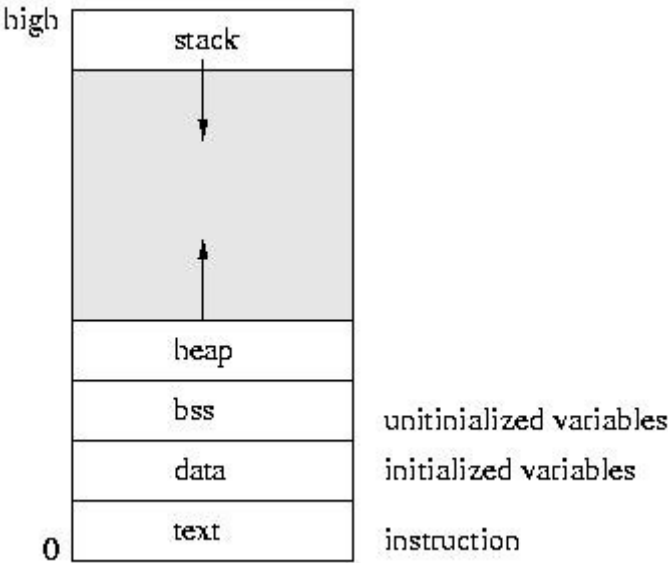 high
stack
heap
bss
unitinialized variables
data
initialized variables
text
0
instruction